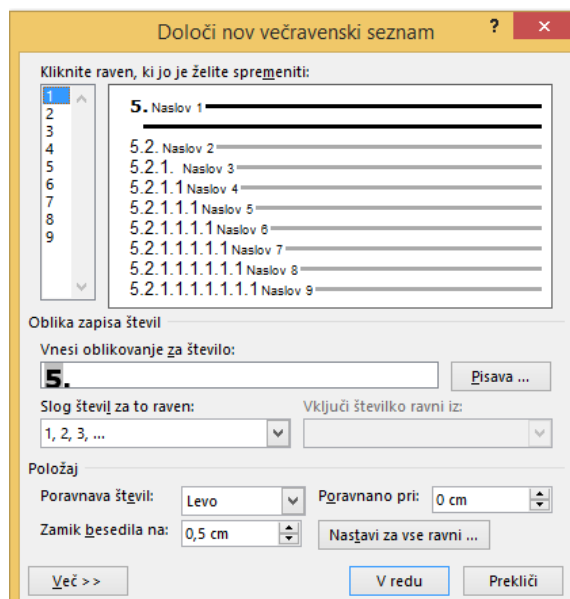 Določi nov večravenski seznam
?
Kliknite raven, ki jo je želite spremeniti:
1
2
3
4
5
6
7
8
9
5. Naslov 1
5.2. Naslov 2
5.2.1. Naslov 3
5.2.1.1 Naslov 4
5.2.1.1.1 Naslov 5
5.2.1.1.1.1 Naslov 6
5.2.1.1.1.1.1 Naslov 7
5.2.1.1.1.1.1.1 Naslov 8
5.2.1.1.1.1.1.1.1 Naslov 9
Oblika zapisa števil
Vnesi oblikovanje za število:
5.
Pisava ...
Slog števil za to raven:
Vključi številko ravni iz:
1, 2, 3, ...
Položaj
Poravnava števil:
Levo
Poravnano pri:
0 cm
Zamik besedila na:
0,5 cm
Nastavi za vse ravni ...
Več >>
V redu
Prekliči